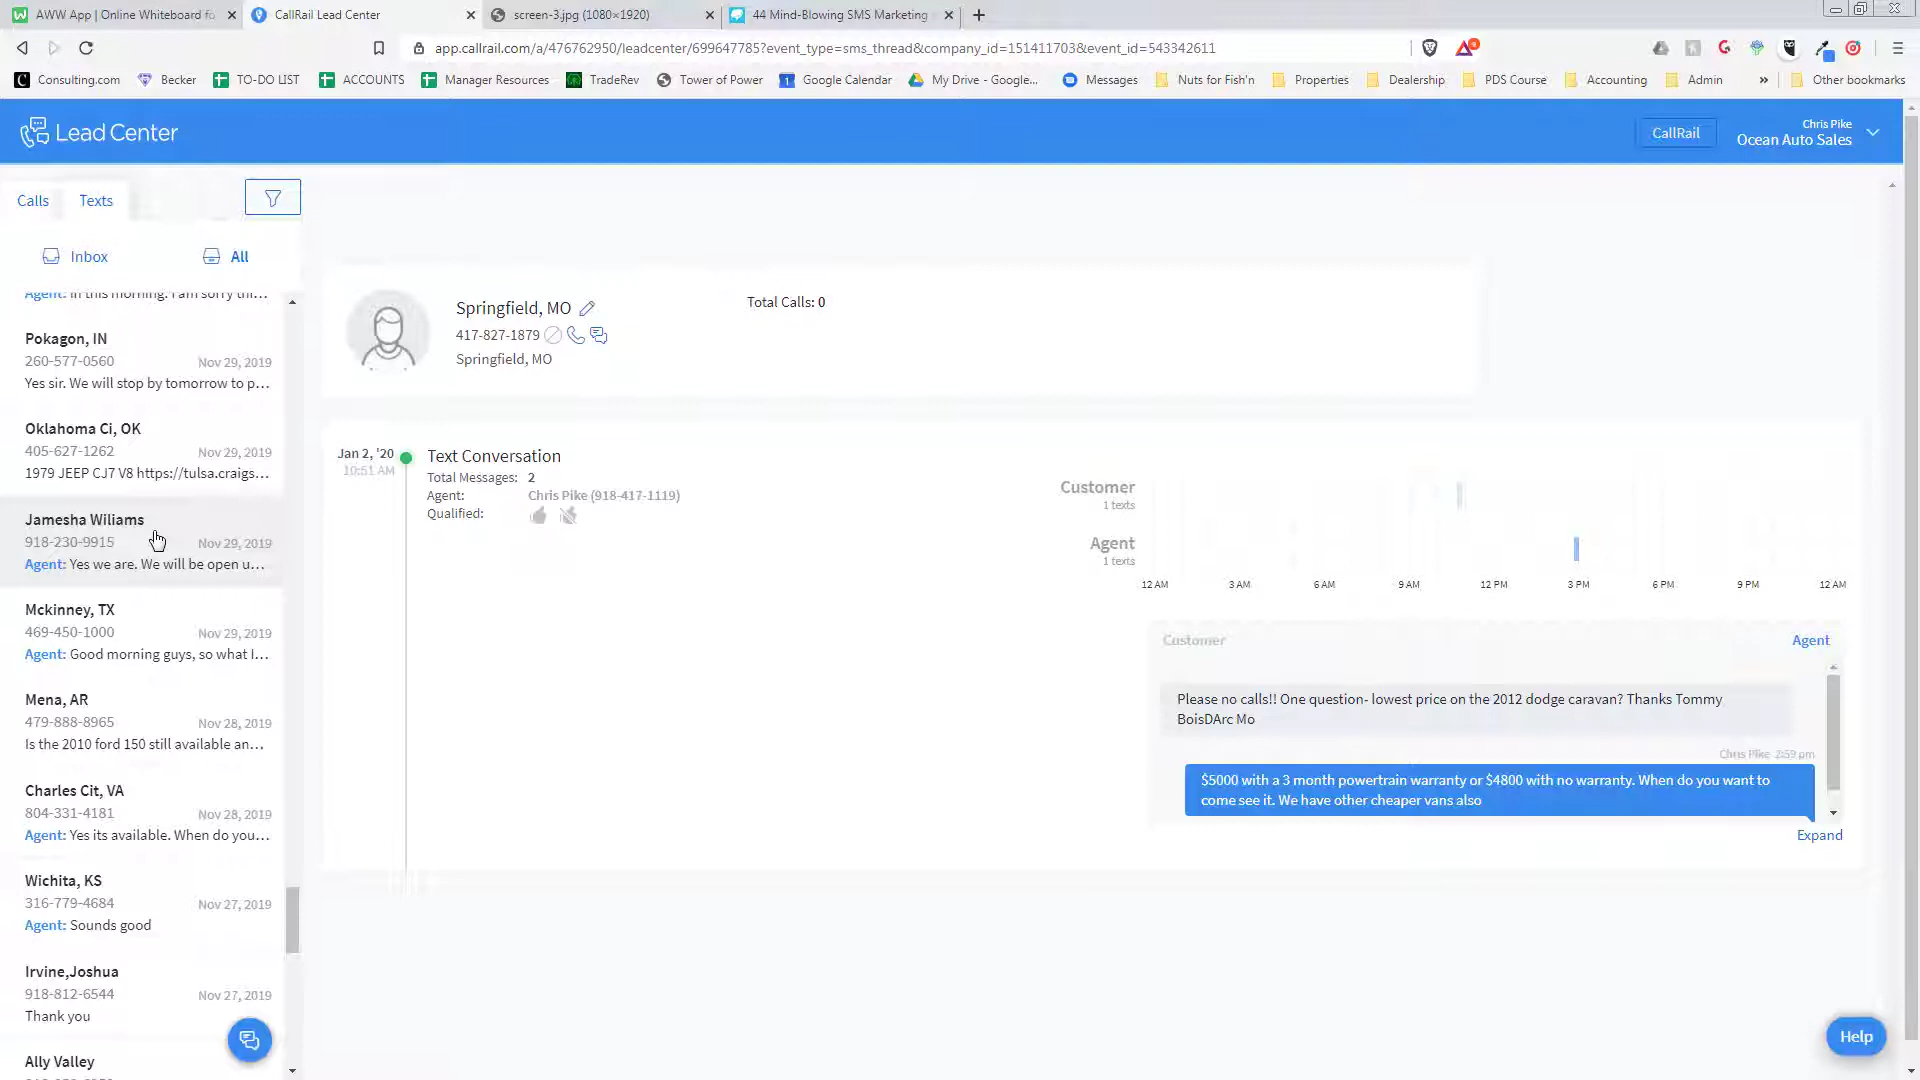 AWW App | Online Whiteboard fo
CallRail Lead Center
screen-3.jpg (1080×1920)
44 Mind-Blowing SMS Marketing
app.callrail.com/a/476762950/leadcenter/699647785?event_type=sms_thread&company_id=151411703&event_id=543342611
Consulting.com
Becker
TO-DO LIST
ACCOUNTS
Manager Resources
TradeRev
Tower of Power
Google Calendar
My Drive - Google...
Messages
Nuts for Fish'n
Properties
Dealership
PDS Course
Accounting
Admin
»
Other bookmarks
Lead Center
CallRail
Chris Pike
Ocean Auto Sales
Calls
Texts
Inbox
All
Agent: In this morning. I am sorry thi...
Pokagon, IN
260-577-0560
Nov 29, 2019
Yes sir. We will stop by tomorrow to p...
Oklahoma Ci, OK
405-627-1262
Nov 29, 2019
1979 JEEP CJ7 V8 https://tulsa.craigs...
Jamesha Wiliams
918-230-9915
Nov 29, 2019
Agent: Yes we are. We will be open u...
Mckinney, TX
469-450-1000
Nov 29, 2019
Agent: Good morning guys, so what I...
Mena, AR
479-888-8965
Nov 28, 2019
Is the 2010 ford 150 still available an...
Charles Cit, VA
804-331-4181
Nov 28, 2019
Agent: Yes its available. When do you...
Wichita, KS
316-779-4684
Nov 27, 2019
Agent: Sounds good
Irvine,Joshua
918-812-6544
Nov 27, 2019
Thank you
Ally Valley
Springfield, MO
417-827-1879
Springfield, MO
Total Calls: 0
Jan 2, '20
10:51 AM
Text Conversation
Total Messages: 2
Agent: Chris Pike (918-417-1119)
Qualified:
Customer
1 texts
Agent
1 texts
12 AM 3 AM 6 AM 9 AM 12 PM 3 PM 6 PM 9 PM 12 AM
Customer
Agent
Please no calls!! One question- lowest price on the 2012 dodge caravan? Thanks Tommy
BoisDArc Mo
Chris Pike 2:59 pm
$5000 with a 3 month powertrain warranty or $4800 with no warranty. When do you want to
come see it. We have other cheaper vans also
Expand
Help